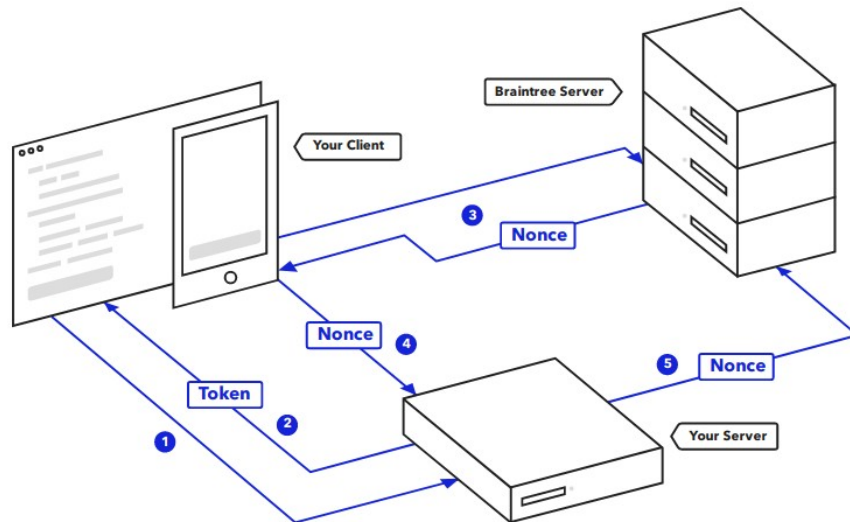 Braintree Server
Your Client
3
Nonce
Nonce
4
5
Nonce
Token
2
1
Your Server